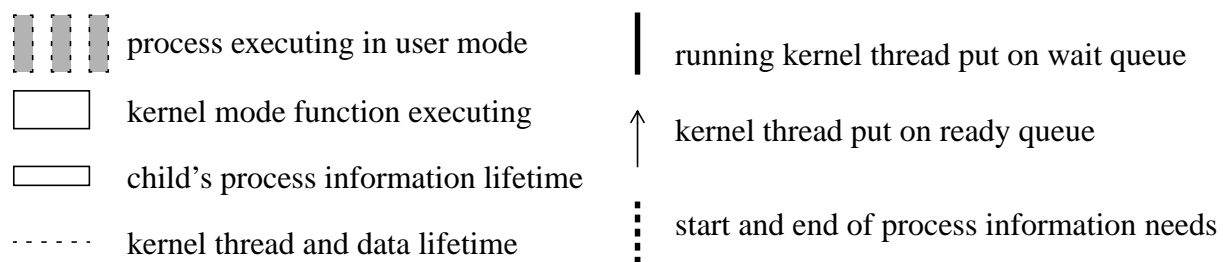 process executing in user mode
kernel mode function executing
child’s process information lifetime
kernel thread and data lifetime
running kernel thread put on wait queue
kernel thread put on ready queue
start and end of process information needs